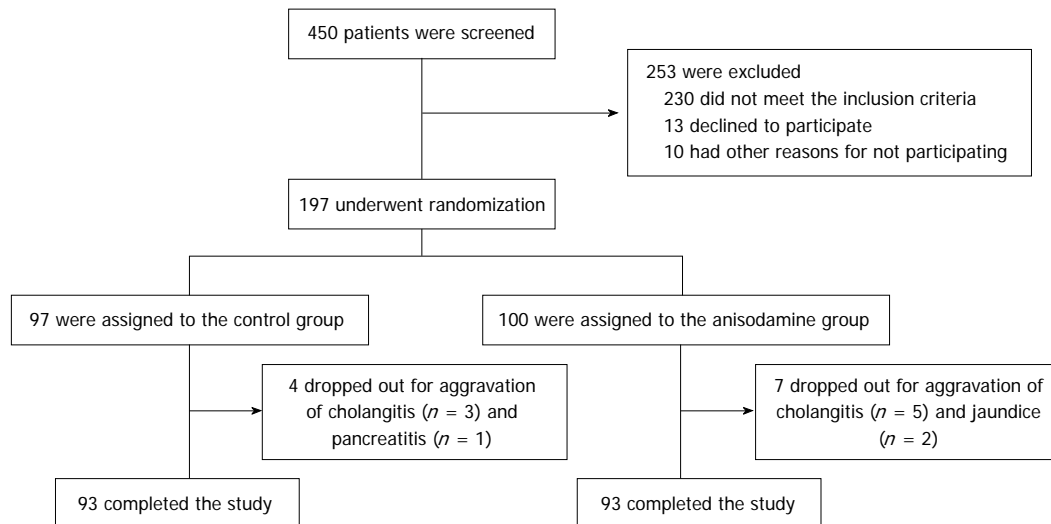 450 patients were screened
253 were excluded
230 did not meet the inclusion criteria
13 declined to participate
10 had other reasons for not participating
197 underwent randomization
97 were assigned to the control group
100 were assigned to the anisodamine group
4 dropped out for aggravation
of cholangitis (n = 3) and
pancreatitis (n = 1)
7 dropped out for aggravation of
cholangitis (n = 5) and jaundice
(n = 2)
93 completed the study
93 completed the study